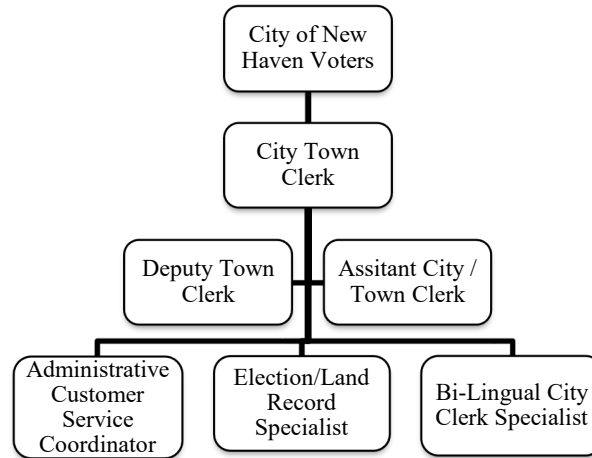 City of New
Haven Voters
City Town
Clerk
Deputy Town
Clerk
Assitant City /
Town Clerk
Administrative
Customer
Service
Coordinator
Election/Land
Record
Specialist
Bi-Lingual City
Clerk Specialist